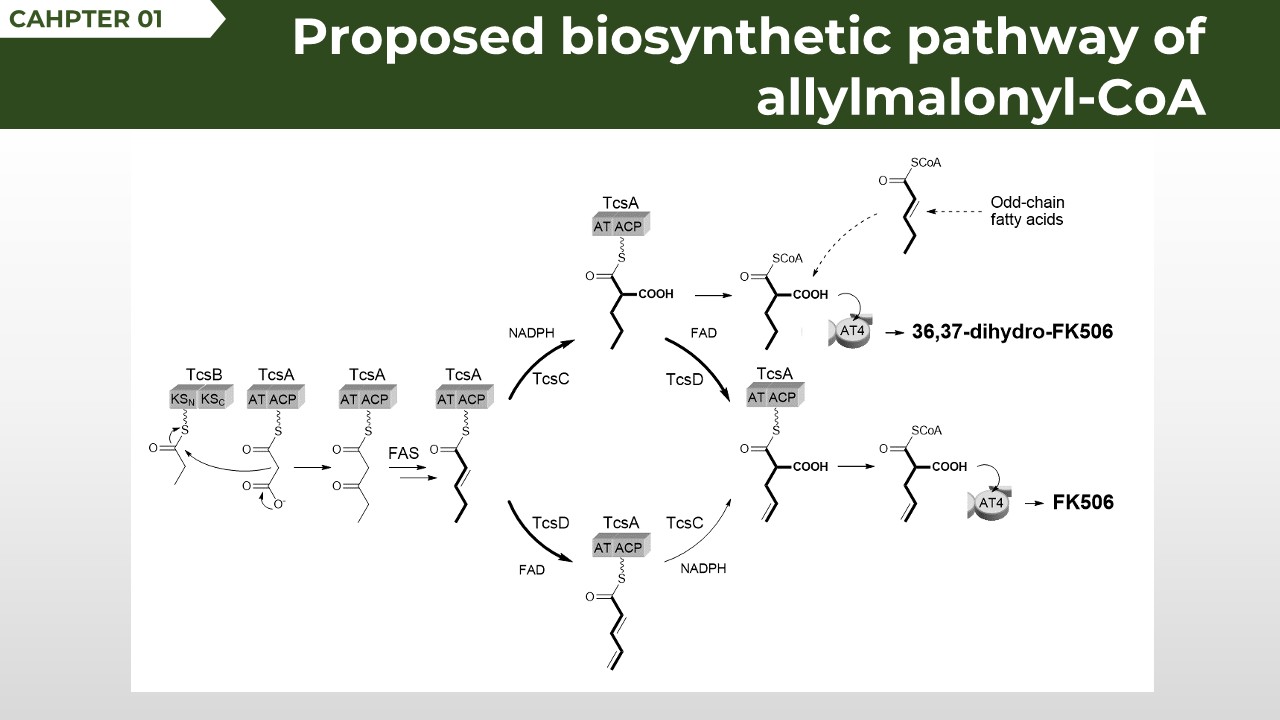 CAHPTER 01
Proposed biosynthetic pathway of
allylmalonyl-CoA
SCoA
O
Odd-chain
fatty acids
TcsA
AT ACP
S
O
COOH
SCoA
O
COOH
AT4
36,37-dihydro-FK506
NADPH
TcsC
FAD
TcsD
TcsB
KSN KSC
S
O
TcsA
AT ACP
S
O
O
O-
TcsA
AT ACP
S
O
O
FAS
TcsA
AT ACP
S
O
TcsA
AT ACP
S
O
COOH
SCoA
O
COOH
AT4
FK506
TcsD
FAD
TcsA
AT ACP
S
O
TcsC
NADPH